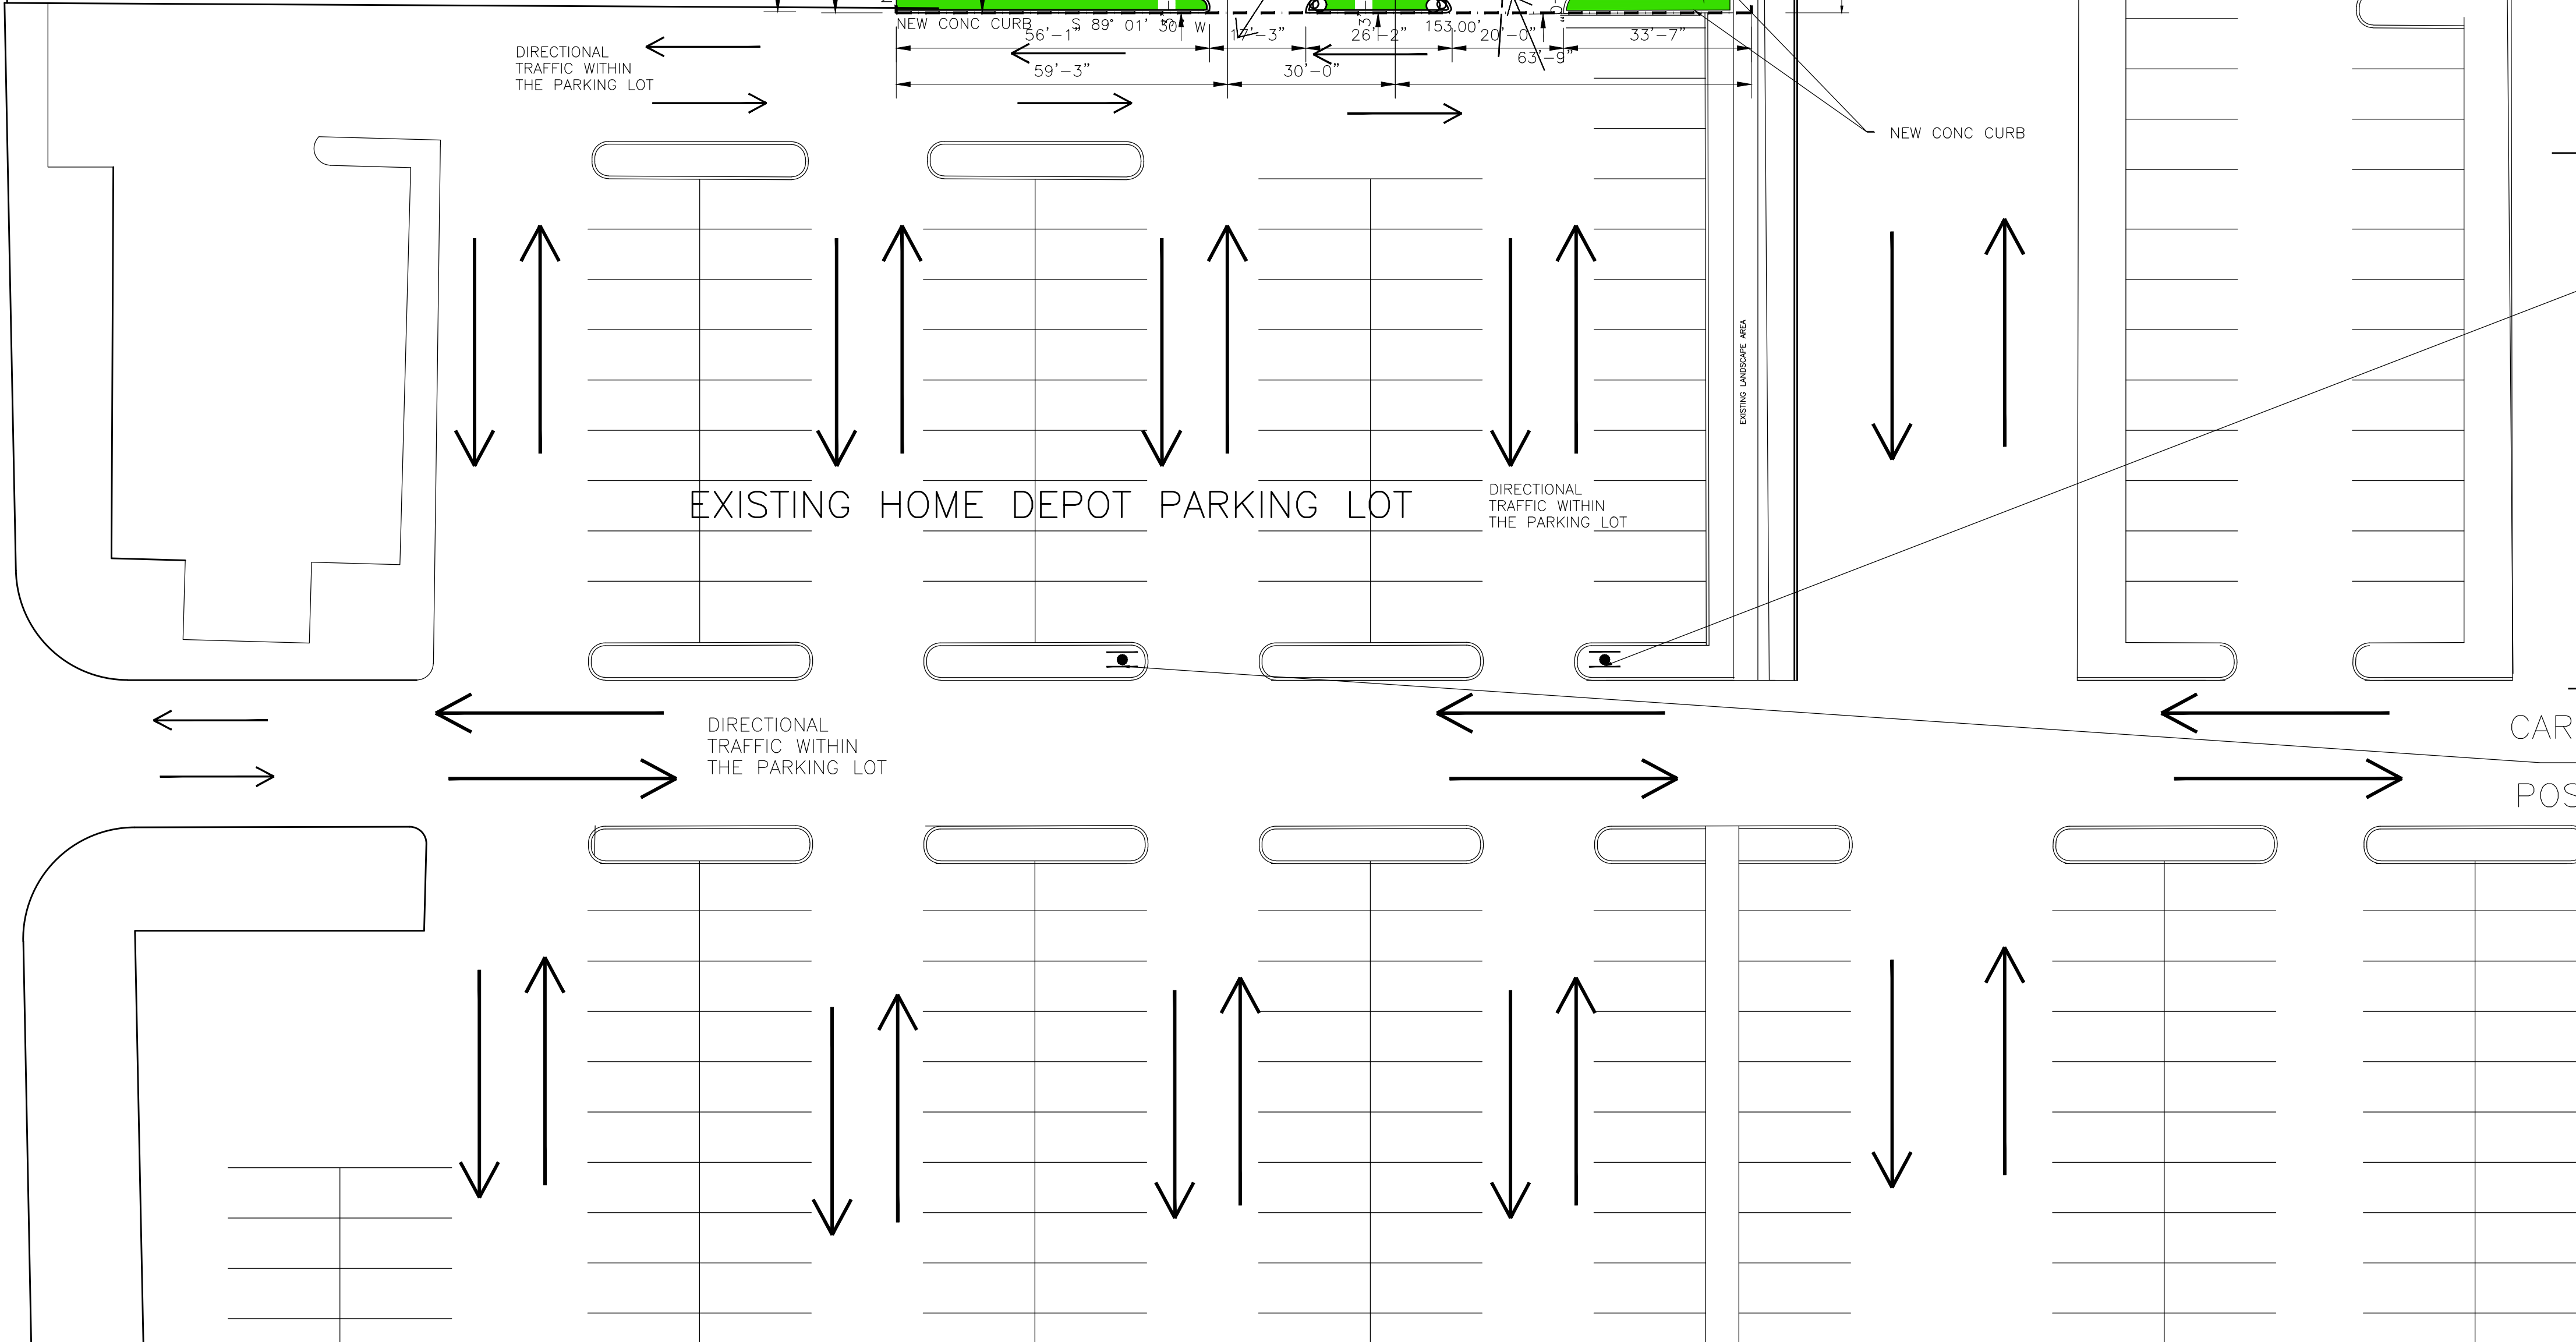 NEW CONC CURB
S 89° 01' 30" W
153.00'
56'-1"
17'-3"
26'-2"
20'-0"
33'-7"
59'-3"
30'-0"
63'-9"
DIRECTIONAL
TRAFFIC WITHIN
THE PARKING LOT
NEW CONC CURB
EXISTING LANDSCAPE AREA
EXISTING HOME DEPOT PARKING LOT
DIRECTIONAL
TRAFFIC WITHIN
THE PARKING LOT
DIRECTIONAL
TRAFFIC WITHIN
THE PARKING LOT
CAR
POS